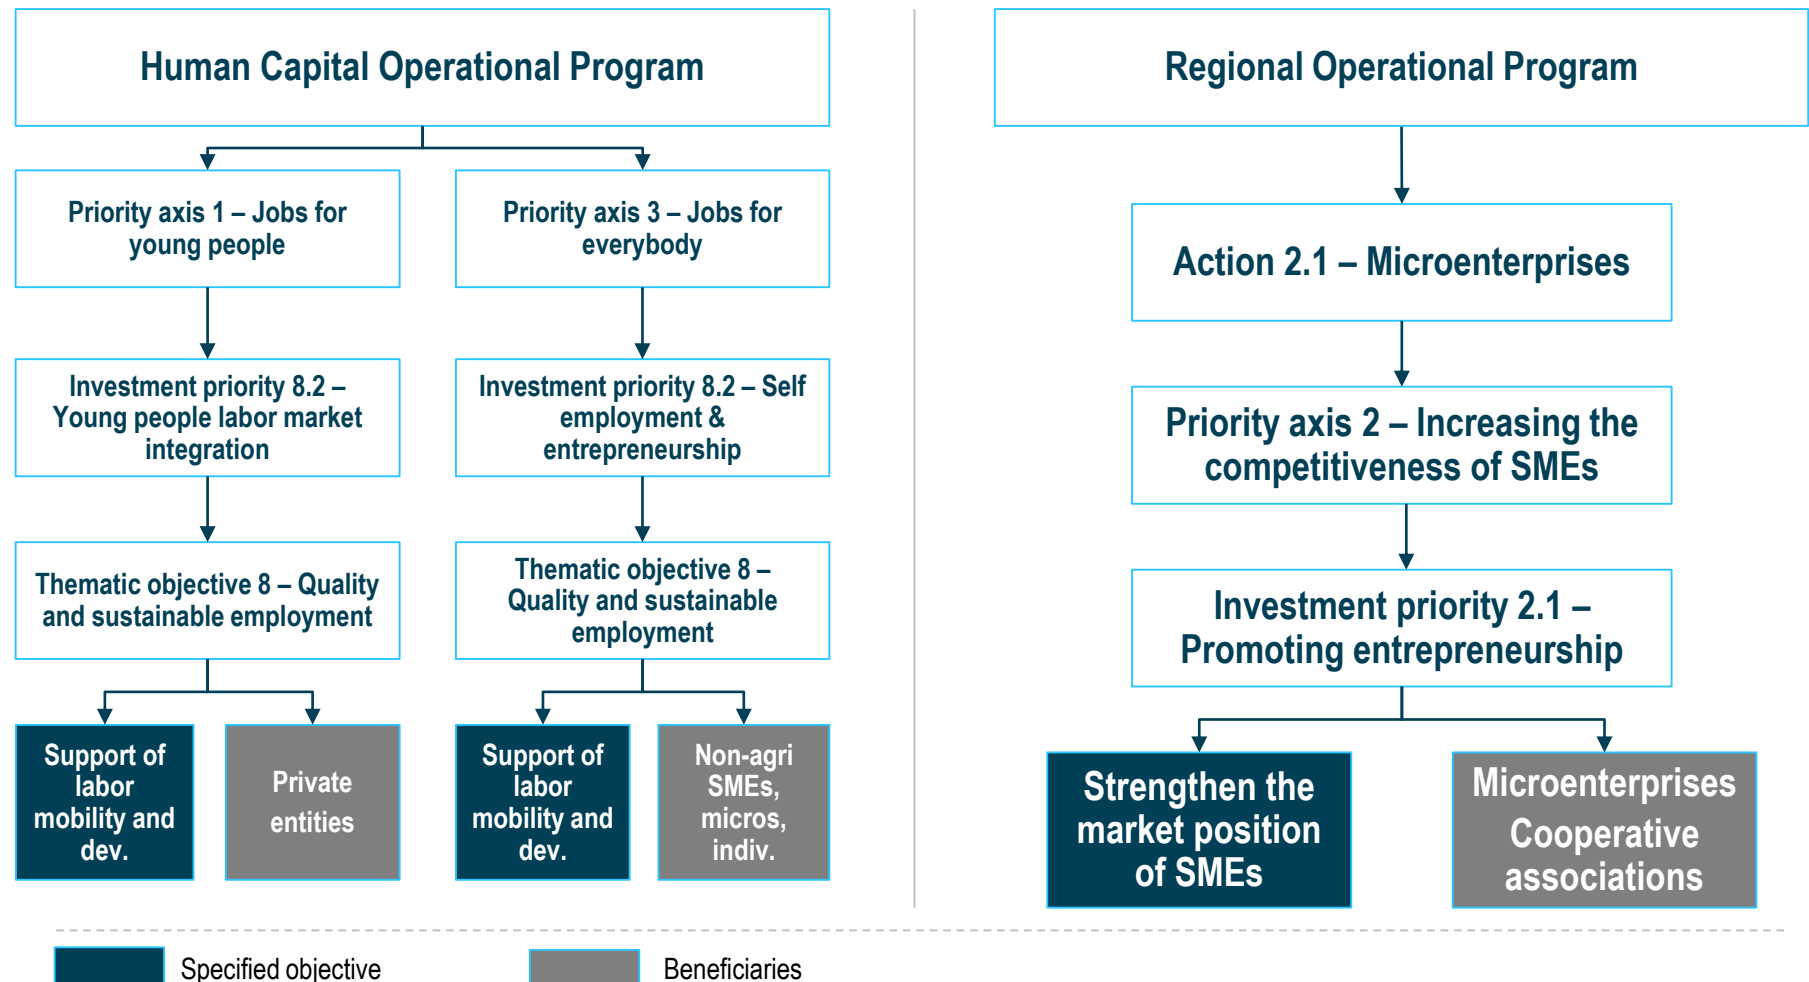 Human Capital Operational Program
Priority axis 1 – Jobs for
young people
Investment priority 8.2 –
Young people labor market
integration
Thematic objective 8 – Quality
and sustainable employment
Support of
labor
mobility and
dev.
Private
entities
Priority axis 3 – Jobs for
everybody
Investment priority 8.2 – Self
employment &
entrepreneurship
Thematic objective 8 –
Quality and sustainable
employment
Support of
labor
mobility and
dev.
Non-agri
SMEs,
micros,
indiv.
Regional Operational Program
Action 2.1 – Microenterprises
Priority axis 2 – Increasing the
competitiveness of SMEs
Investment priority 2.1 –
Promoting entrepreneurship
Strengthen the
market position
of SMEs
Microenterprises
Cooperative
associations
Specified objective
Beneficiaries